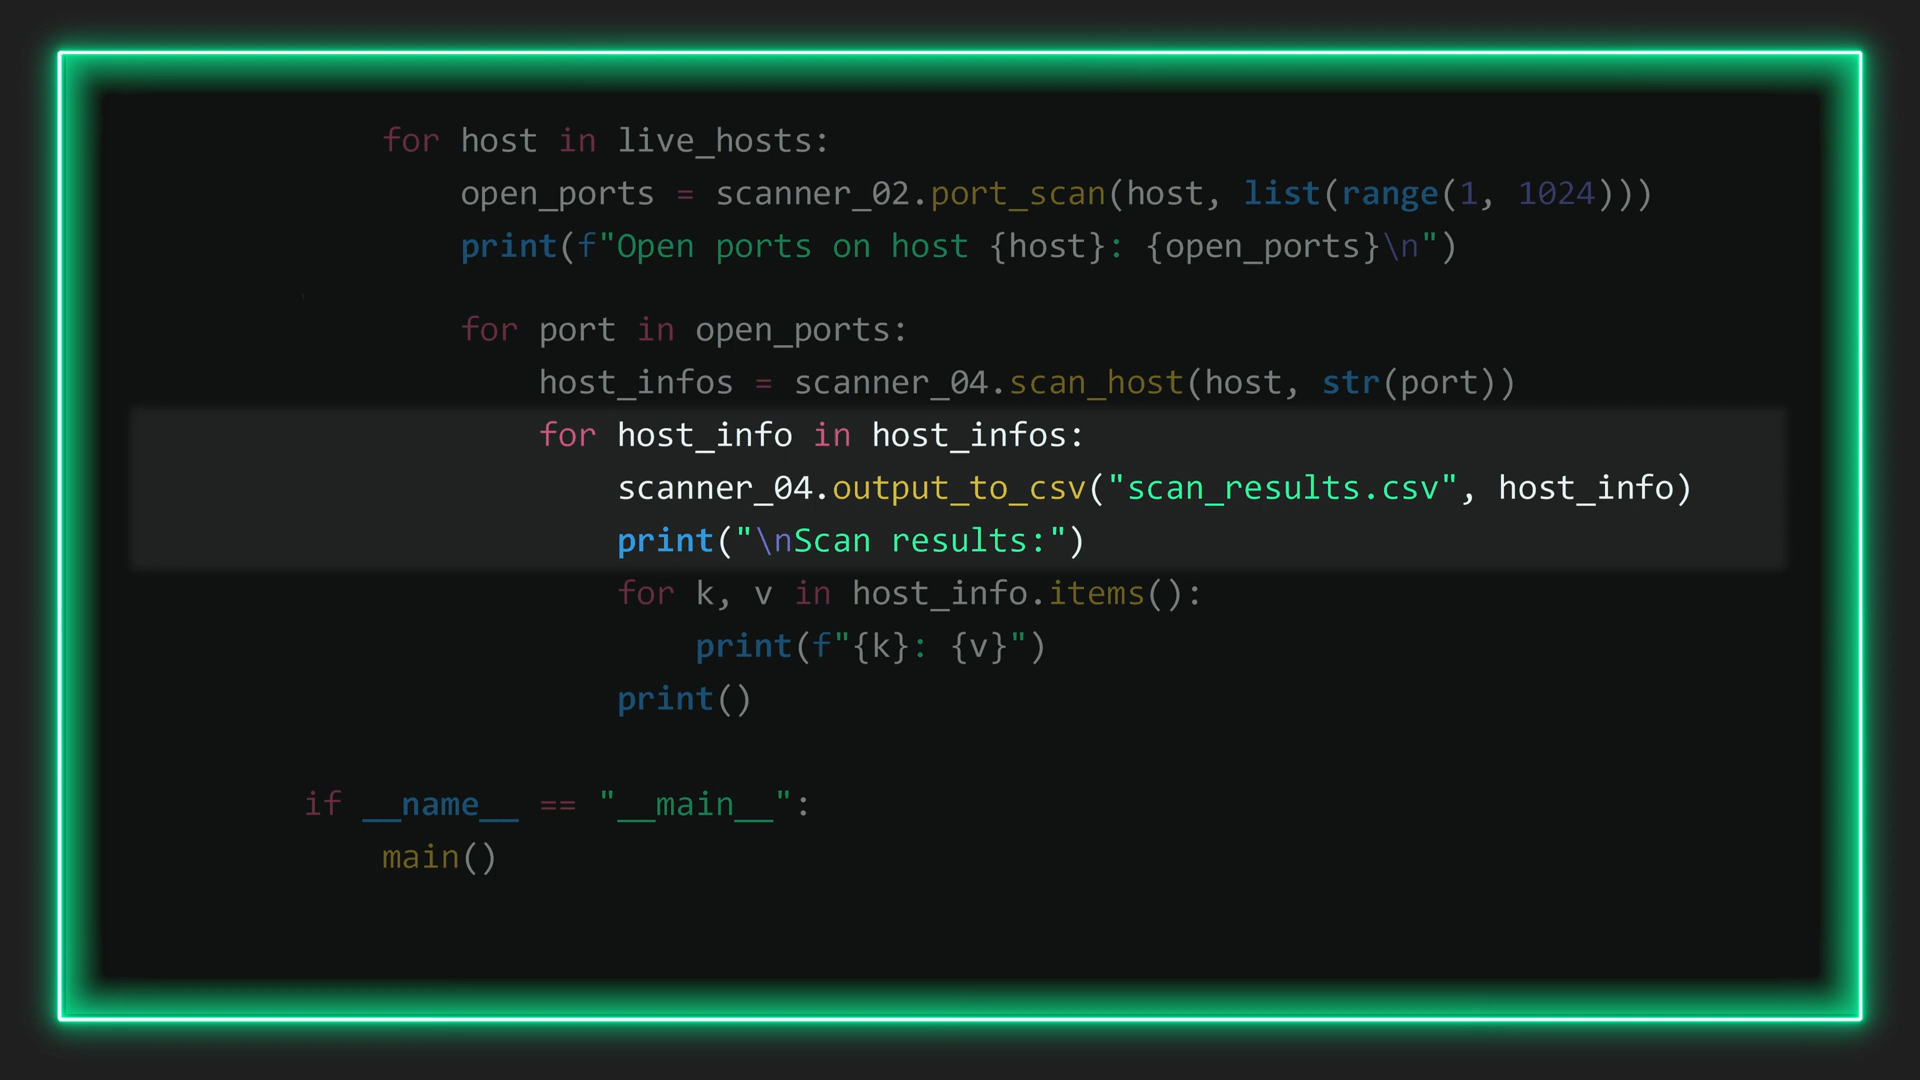 for host in live_hosts:
open_ports = scanner_02.port_scan(host, list(range(1, 1024)))
print(f"Open ports on host {host}: {open_ports}\n")
for port in open_ports:
host_infos = scanner_04.scan_host(host, str(port))
for host_info in host_infos:
scanner_04.output_to_csv("scan_results.csv", host_info)
print("\nScan results:")
for k, v in host_info.items():
print(f"{k}: {v}")
print()
if __name__ == "__main__":
main()